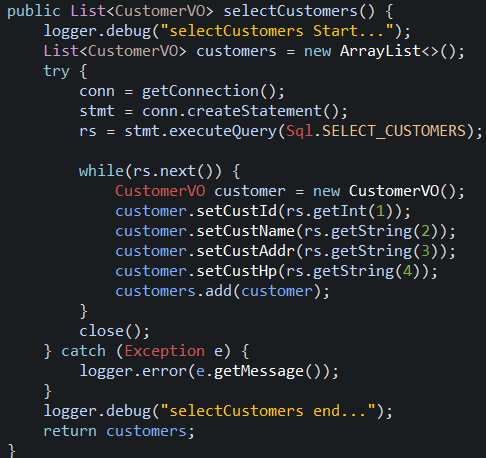 public List<CustomerVO> selectCustomers() {
    logger.debug("selectCustomers Start...");
    List<CustomerVO> customers = new ArrayList<>();
    try {
        conn = getConnection();
        stmt = conn.createStatement();
        rs = stmt.executeQuery(Sql.SELECT_CUSTOMERS);

        while(rs.next()) {
            CustomerVO customer = new CustomerVO();
            customer.setCustId(rs.getInt(1));
            customer.setCustName(rs.getString(2));
            customer.setCustAddr(rs.getString(3));
            customer.setCustHp(rs.getString(4));
            customers.add(customer);
        }
        close();
    } catch (Exception e) {
        logger.error(e.getMessage());
    }
    logger.debug("selectCustomers end...");
    return customers;
}